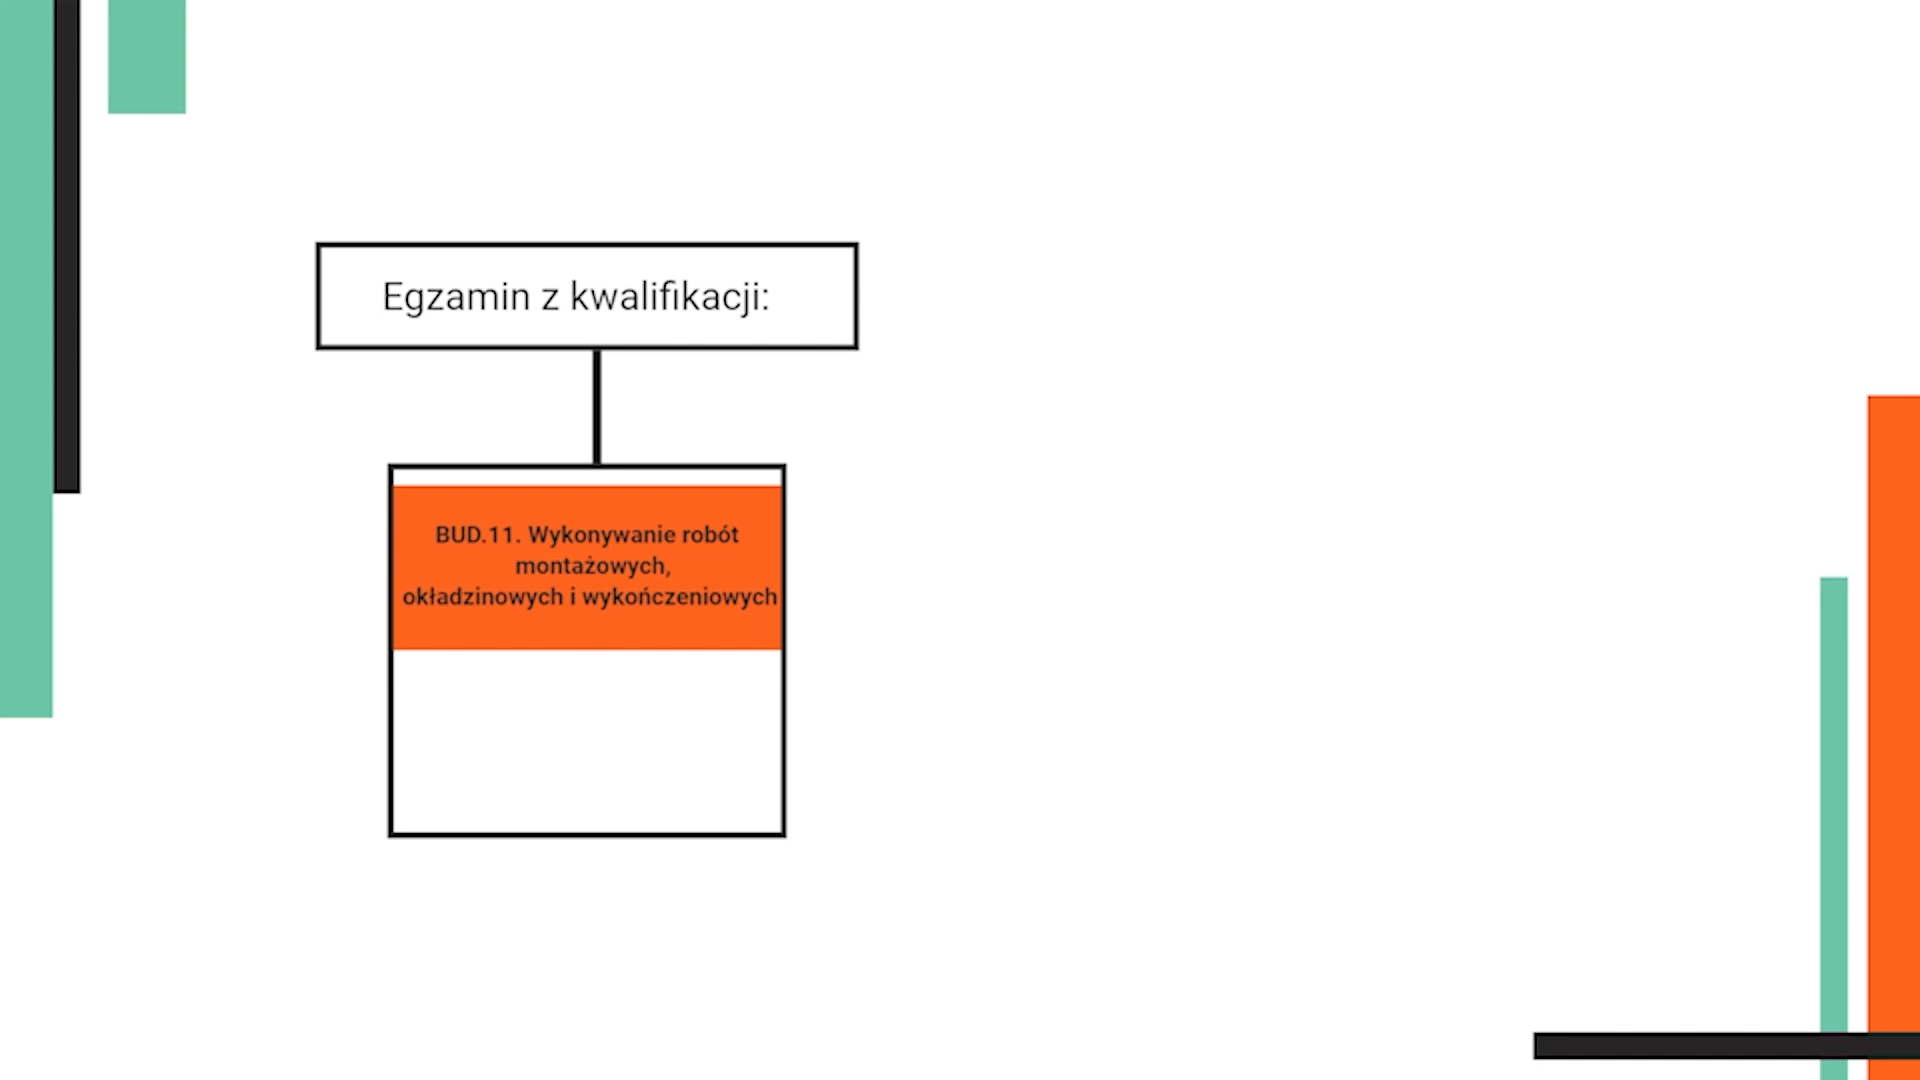 Egzamin z kwalifikacji:
BUD.11. Wykonywanie robót
montażowych,
okładzinowych i wykończeniowych